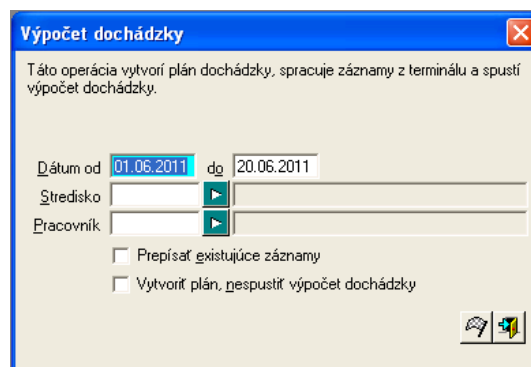 Výpočet dochádzky
Táto operácia vytvorí plán dochádzky, spracuje záznamy z terminálu a spustí
výpočet dochádzky.
Dátum od 01.06.2011 do 20.06.2011
Stredisko
Pracovník
Prepísať existujúce záznamy
Vytvoriť plán, nespustiť výpočet dochádzky